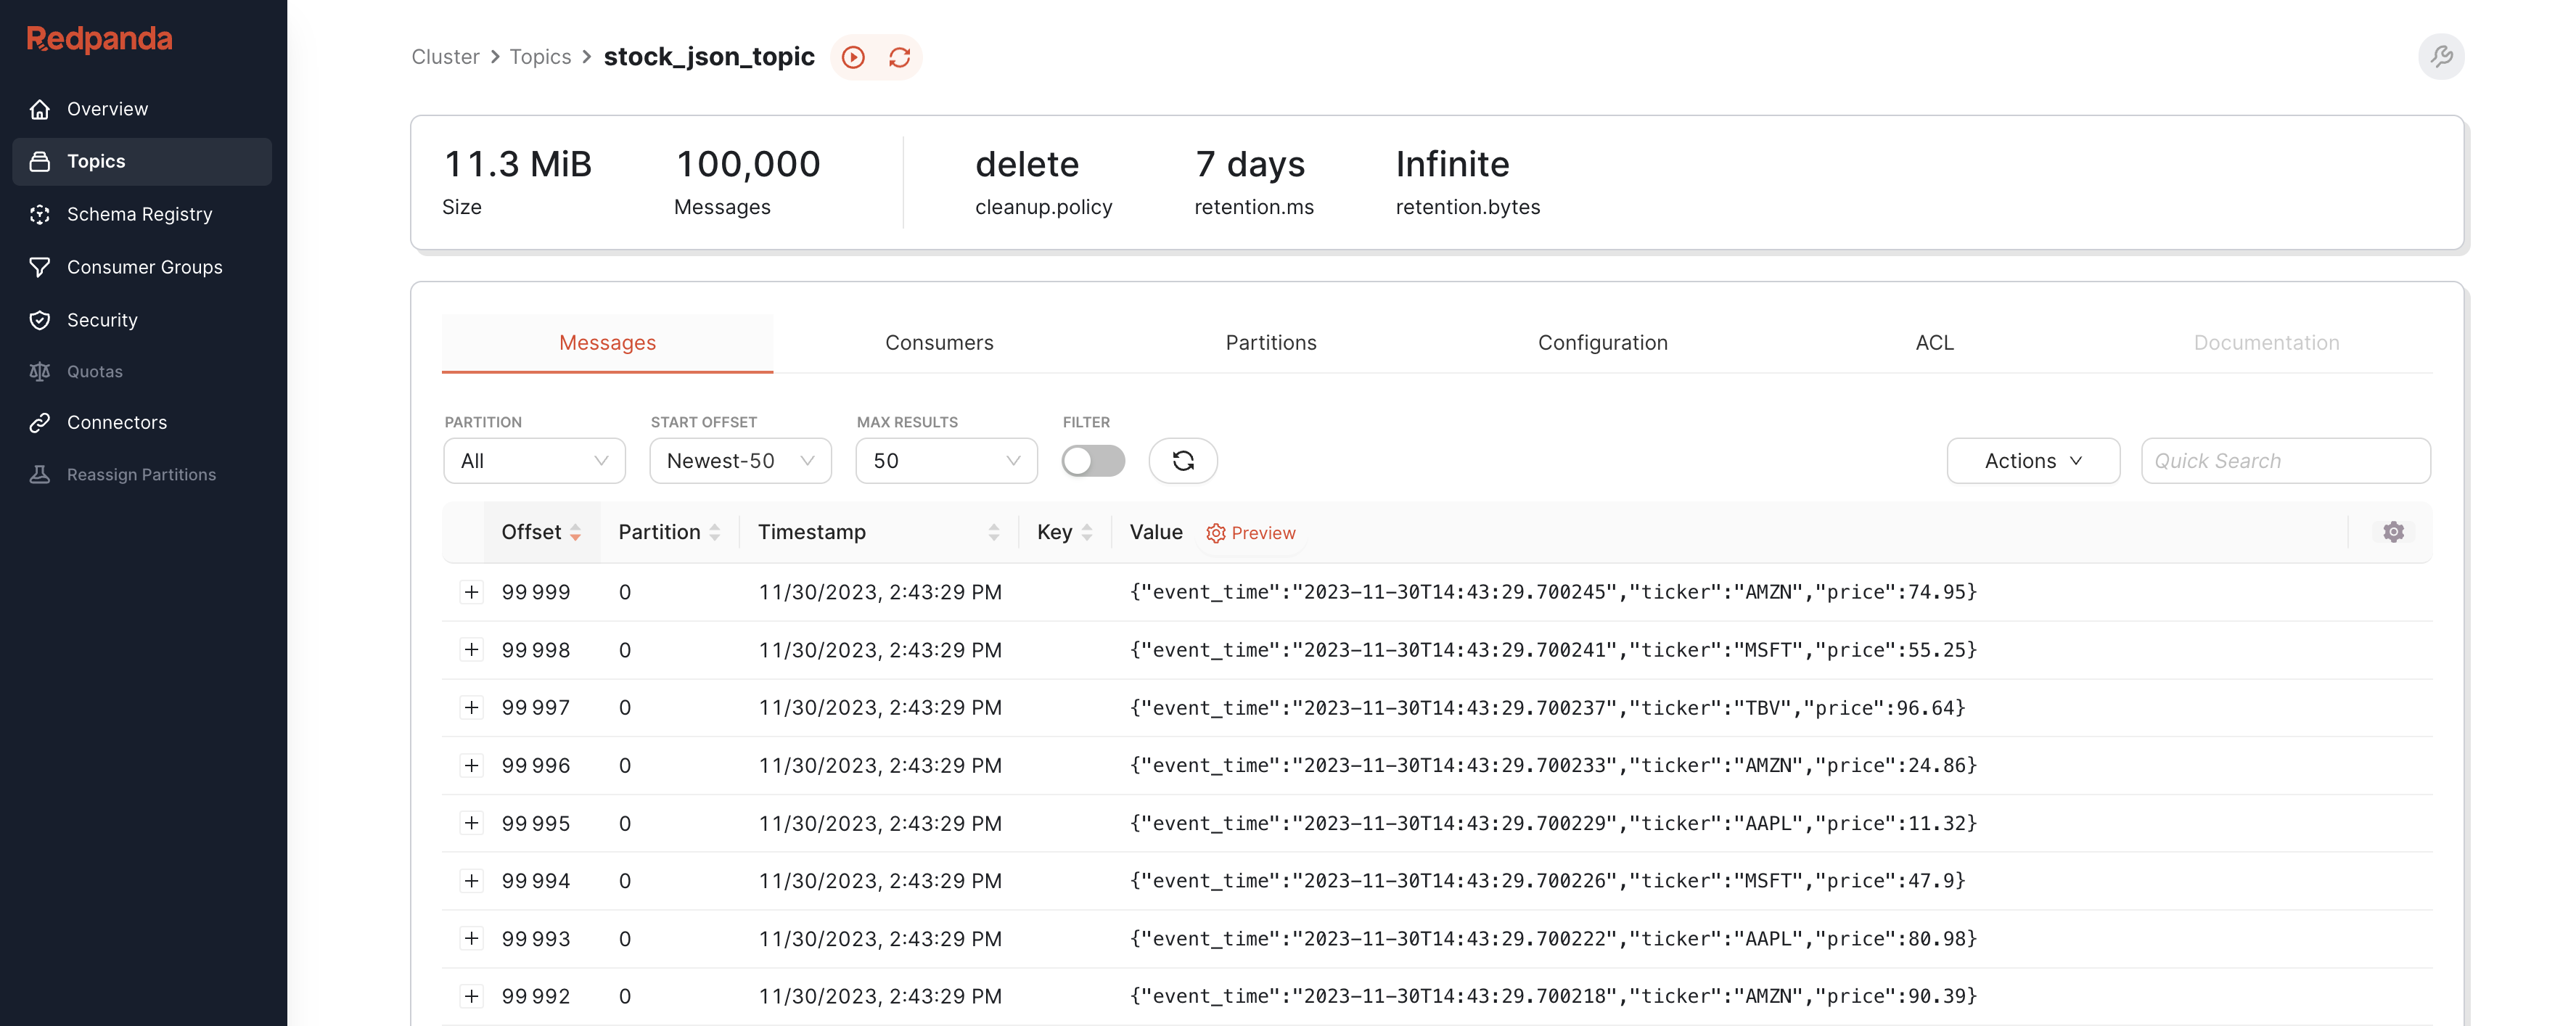 Redpanda
Overview
Topics
Schema Registry
Consumer Groups
Security
Quotas
Connectors
Reassign Partitions
Cluster > Topics > stock_json_topic
11.3 MiB 100,000 delete 7 days Infinite
Size Messages cleanup.policy retention.ms retention.bytes
Messages Consumers Partitions Configuration ACL Documentation
PARTITION START OFFSET MAX RESULTS FILTER
All Newest-50 50 Actions Quick Search
Offset Partition Timestamp Key Value Preview
99 999 0 11/30/2023, 2:43:29 PM {"event_time":"2023-11-30T14:43:29.700245","ticker":"AMZN","price":74.95}
99 998 0 11/30/2023, 2:43:29 PM {"event_time":"2023-11-30T14:43:29.700241","ticker":"MSFT","price":55.25}
99 997 0 11/30/2023, 2:43:29 PM {"event_time":"2023-11-30T14:43:29.700237","ticker":"TBV","price":96.64}
99 996 0 11/30/2023, 2:43:29 PM {"event_time":"2023-11-30T14:43:29.700233","ticker":"AMZN","price":24.86}
99 995 0 11/30/2023, 2:43:29 PM {"event_time":"2023-11-30T14:43:29.700229","ticker":"AAPL","price":11.32}
99 994 0 11/30/2023, 2:43:29 PM {"event_time":"2023-11-30T14:43:29.700226","ticker":"MSFT","price":47.9}
99 993 0 11/30/2023, 2:43:29 PM {"event_time":"2023-11-30T14:43:29.700222","ticker":"AAPL","price":80.98}
99 992 0 11/30/2023, 2:43:29 PM {"event_time":"2023-11-30T14:43:29.700218","ticker":"AMZN","price":90.39}